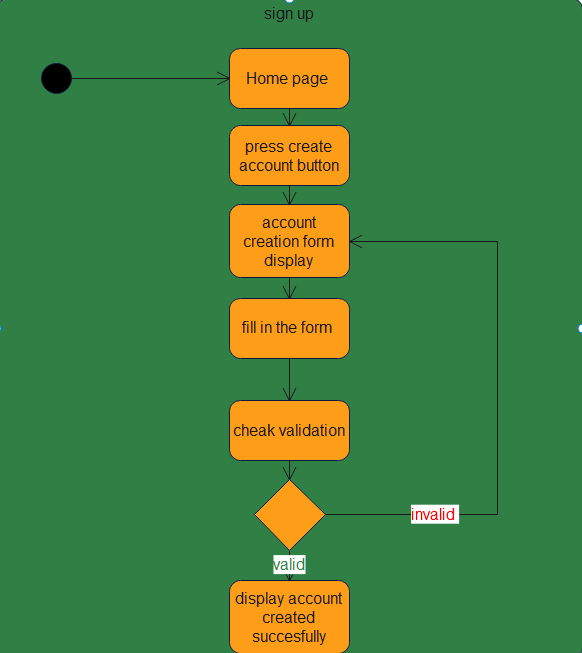 sign up
Home page
press create
account button
account
creation form
display
fill in the form
cheak validation
invalid
valid
display account
created
succesfully